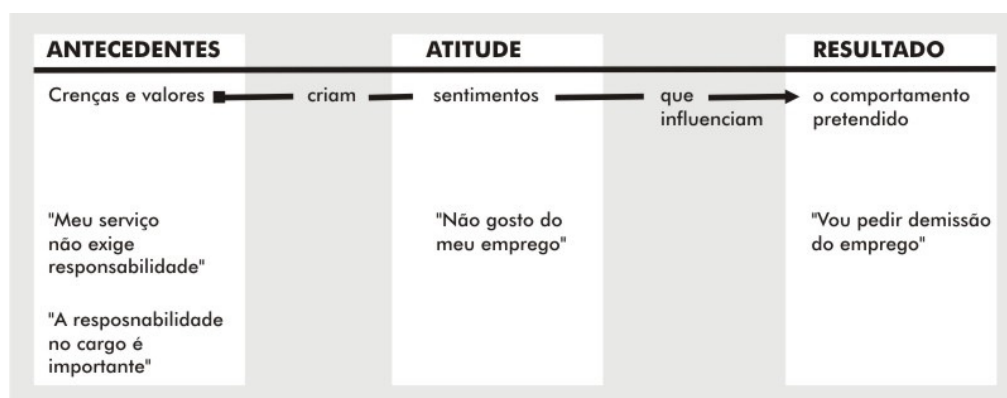 ANTECEDENTES ATITUDE RESULTADO
Crenças e valores criam sentimentos que influenciam o comportamento pretendido
"Meu serviço
não exige
responsabilidade"
"A resposnabilidade
no cargo é
importante"
"Não gosto do
meu emprego"
"Vou pedir demissão
do emprego"